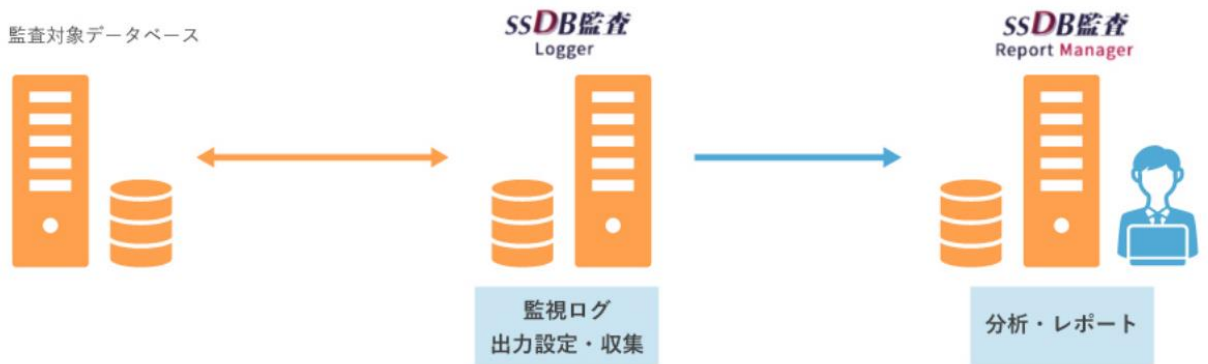 監査対象データベース
ssDB監査
Logger
監視ログ
出力設定・収集
ssDB監査
Report Manager
分析・レポート